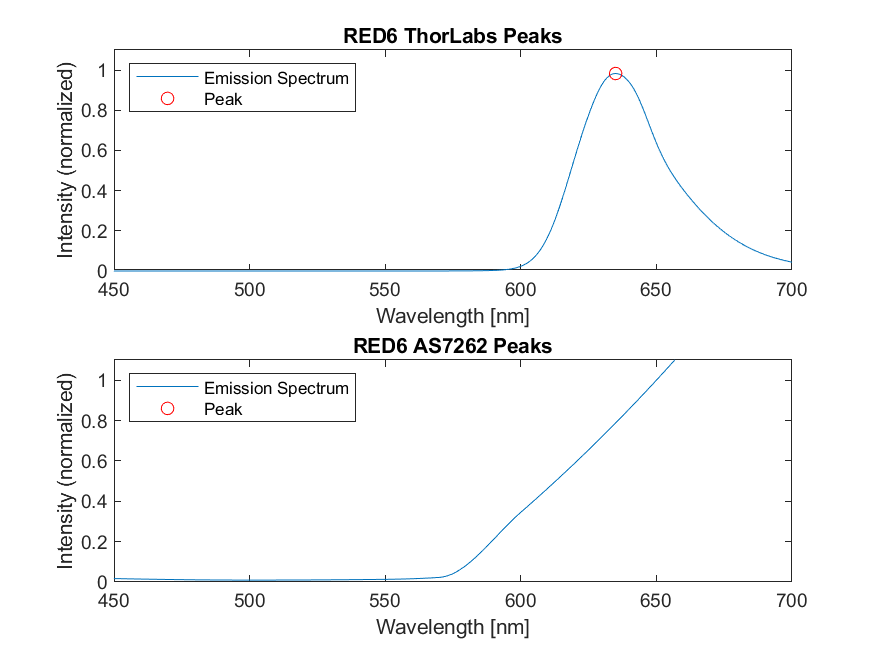 RED6 ThorLabs Peaks
Intensity (normalized)
1
0.8
0.6
0.4
0.2
0
Emission Spectrum
Peak
450 500 550 600 650 700
Wavelength [nm]
RED6 AS7262 Peaks
Intensity (normalized)
1
0.8
0.6
0.4
0.2
0
Emission Spectrum
Peak
450 500 550 600 650 700
Wavelength [nm]